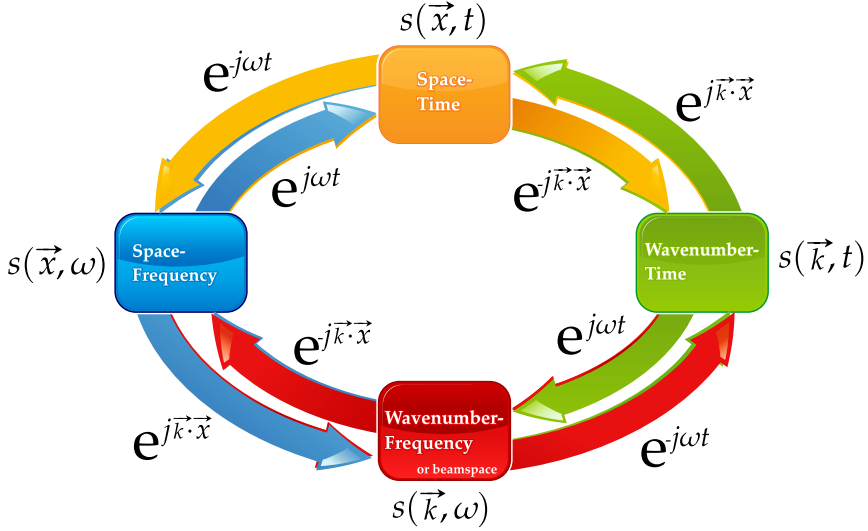 s(x⃗, t)
Space-
Time
e^{-jωt}
e^{jωt}
e^{-jk⃗·x⃗}
e^{jk⃗·x⃗}
s(x⃗, ω)
Space-
Frequency
Wavenumber-
Time
s(k⃗, t)
e^{-jk⃗·x⃗}
e^{jωt}
e^{jk⃗·x⃗}
e^{-jωt}
Wavenumber-
Frequency
or beamspace
s(k⃗, ω)